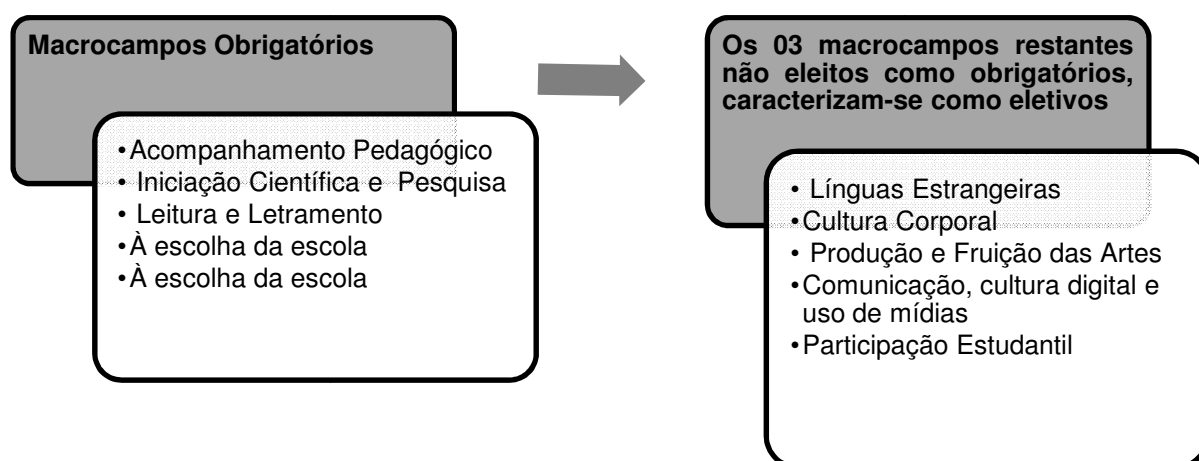 Macrocampos Obrigatórios
•Acompanhamento Pedagógico
• Iniciação Científica e Pesquisa
• Leitura e Letramento
•À escolha da escola
•À escolha da escola
Os 03 macrocampos restantes
não eleitos como obrigatórios,
caracterizam-se como eletivos
• Línguas Estrangeiras
•Cultura Corporal
• Produção e Fruição das Artes
•Comunicação, cultura digital e
uso de mídias
•Participação Estudantil